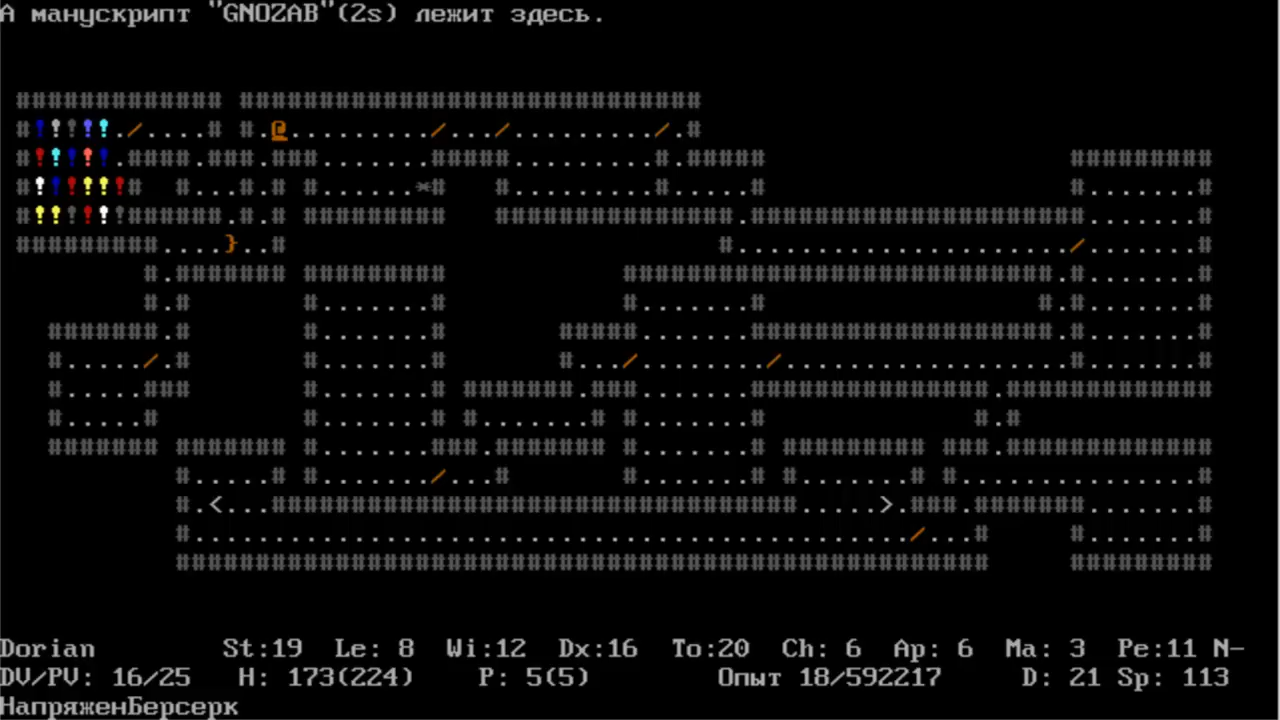 А манускрипт "GNOZAB"(2s) лежит здесь.
Dorian St:19 Le: 8 Wi:12 Dx:16 To:20 Ch: 6 Ap: 6 Ma: 3 Pe:11 N-
DV/PV: 16/25 H: 173(224) P: 5(5) Опыт 18/592217 D: 21 Sp: 113
НапряженБерсерк